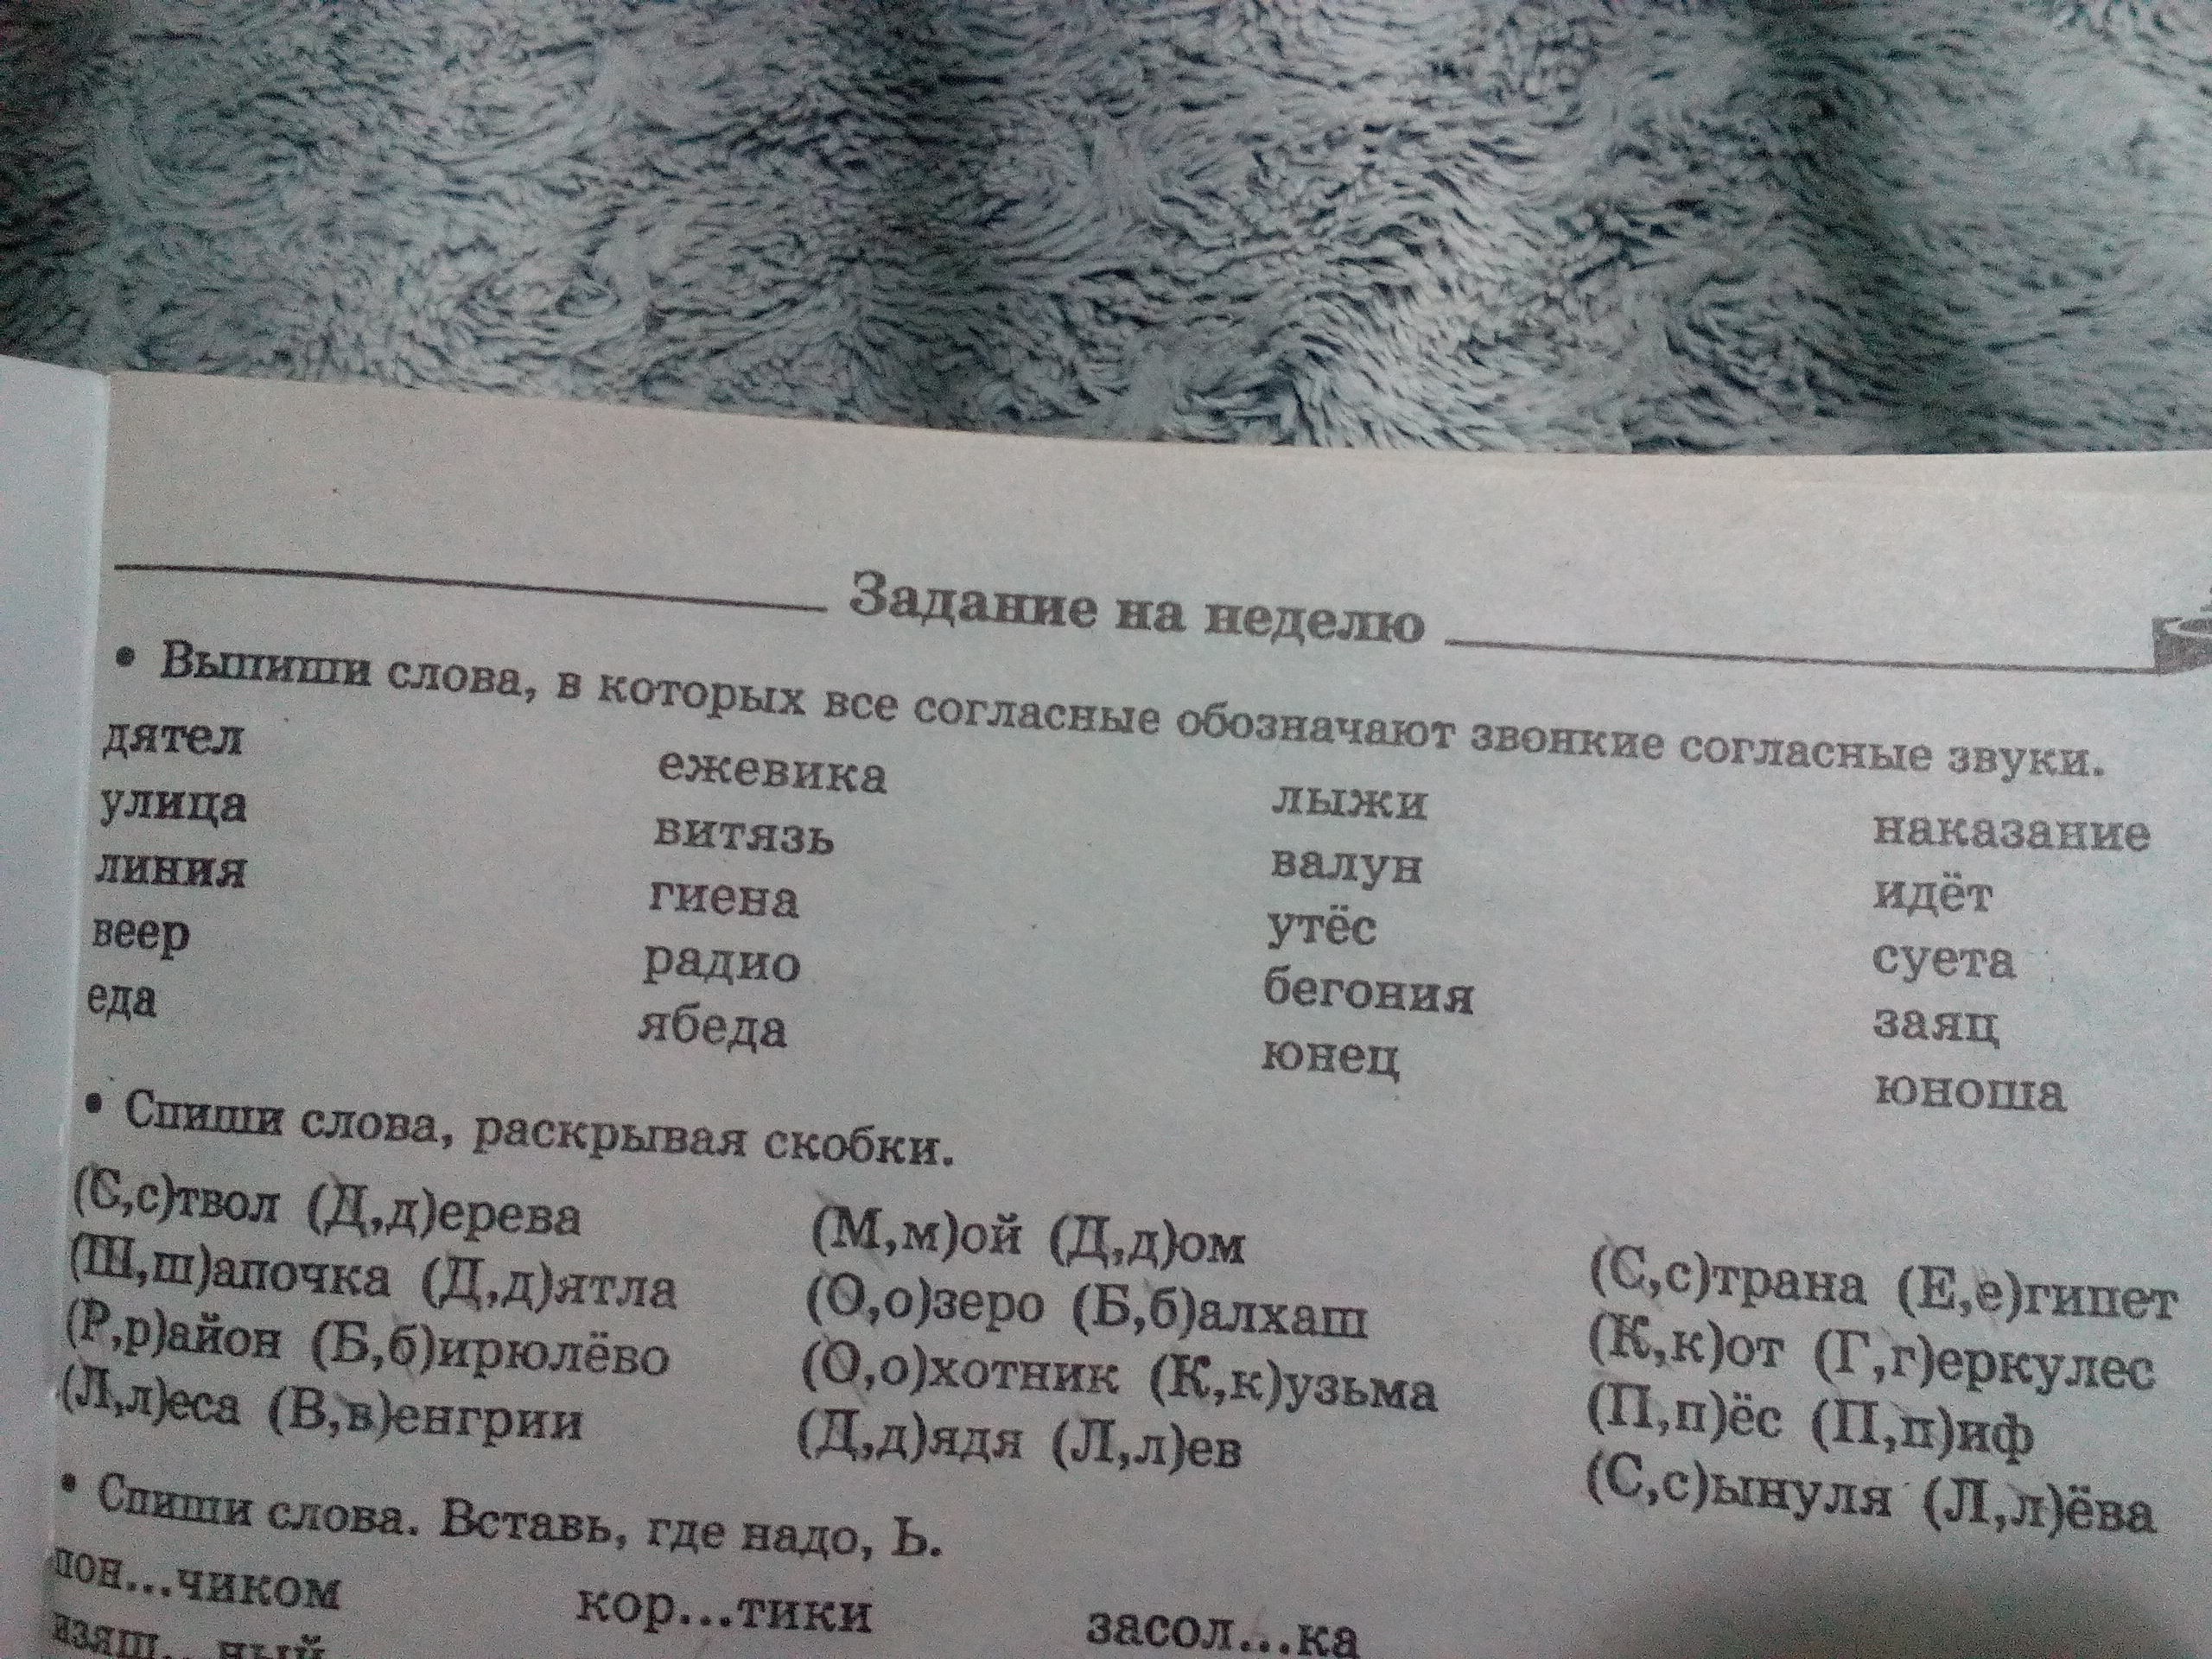 Задание на неделю
• Выпиши слова, в которых все согласные обозначают звонкие согласные звуки.
дятел ежевика лыжи наказание
улица витязь валун идёт
линия гиена утёс суета
веер радио бегония заяц
еда ябеда юнец юноша
• Спиши слова, раскрывая скобки.
(С,с)твол (Д,д)ерева (М,м)ой (Д,д)ом (С,с)трана (Е,е)гипет
(Ш,ш)апочка (Д,д)ятла (О,о)зеро (Б,б)алхаш (К,к)от (Г,г)еркулес
(Р,р)айон (Б,б)ирюлёво (О,о)хотник (К,к)узьма (П,п)ёс (П,п)иф
(Л,л)еса (В,в)енгрии (Д,д)ядя (Л,л)ев (С,с)ынуля (Л,л)ёва
• Спиши слова. Вставь, где надо, Ь.
пон...чиком кор...тики засол...ка
изящ...ный